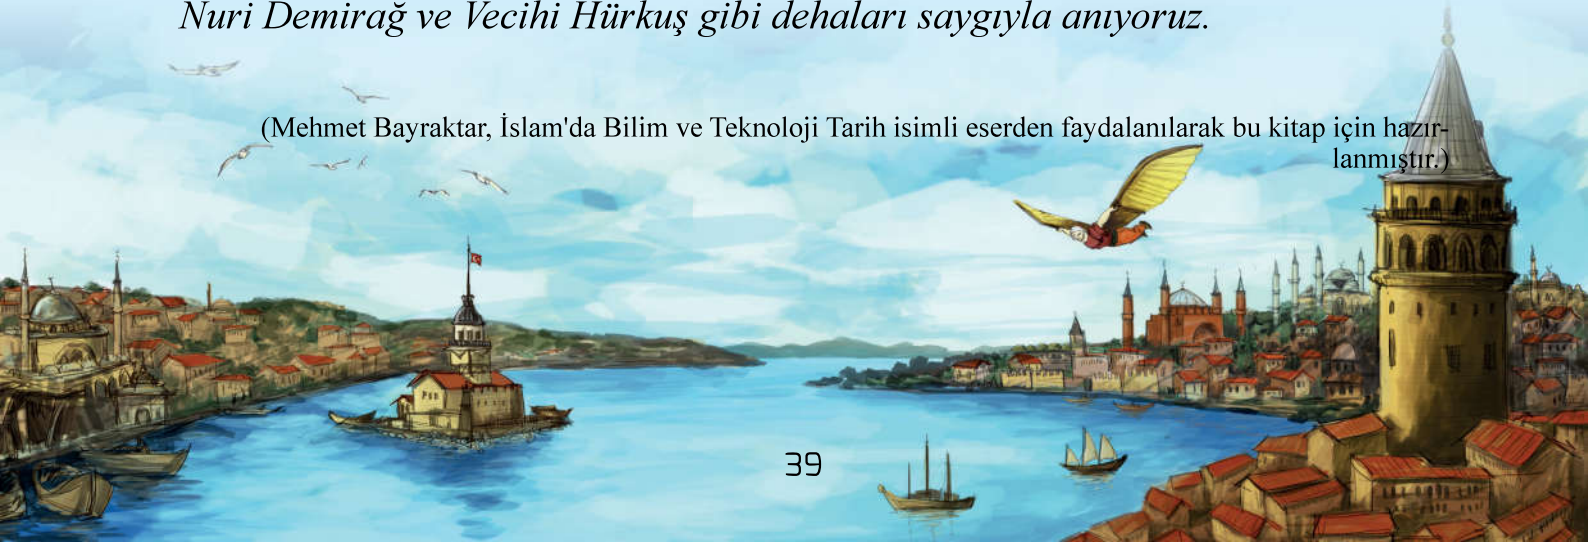 Nuri Demirağ ve Vecihi Hürkuş gibi dehaları saygıyla anıyoruz.
(Mehmet Bayraktar, İslam'da Bilim ve Teknoloji Tarih isimli eserden faydalanılarak bu kitap için hazır-
lanmıştır.)
39